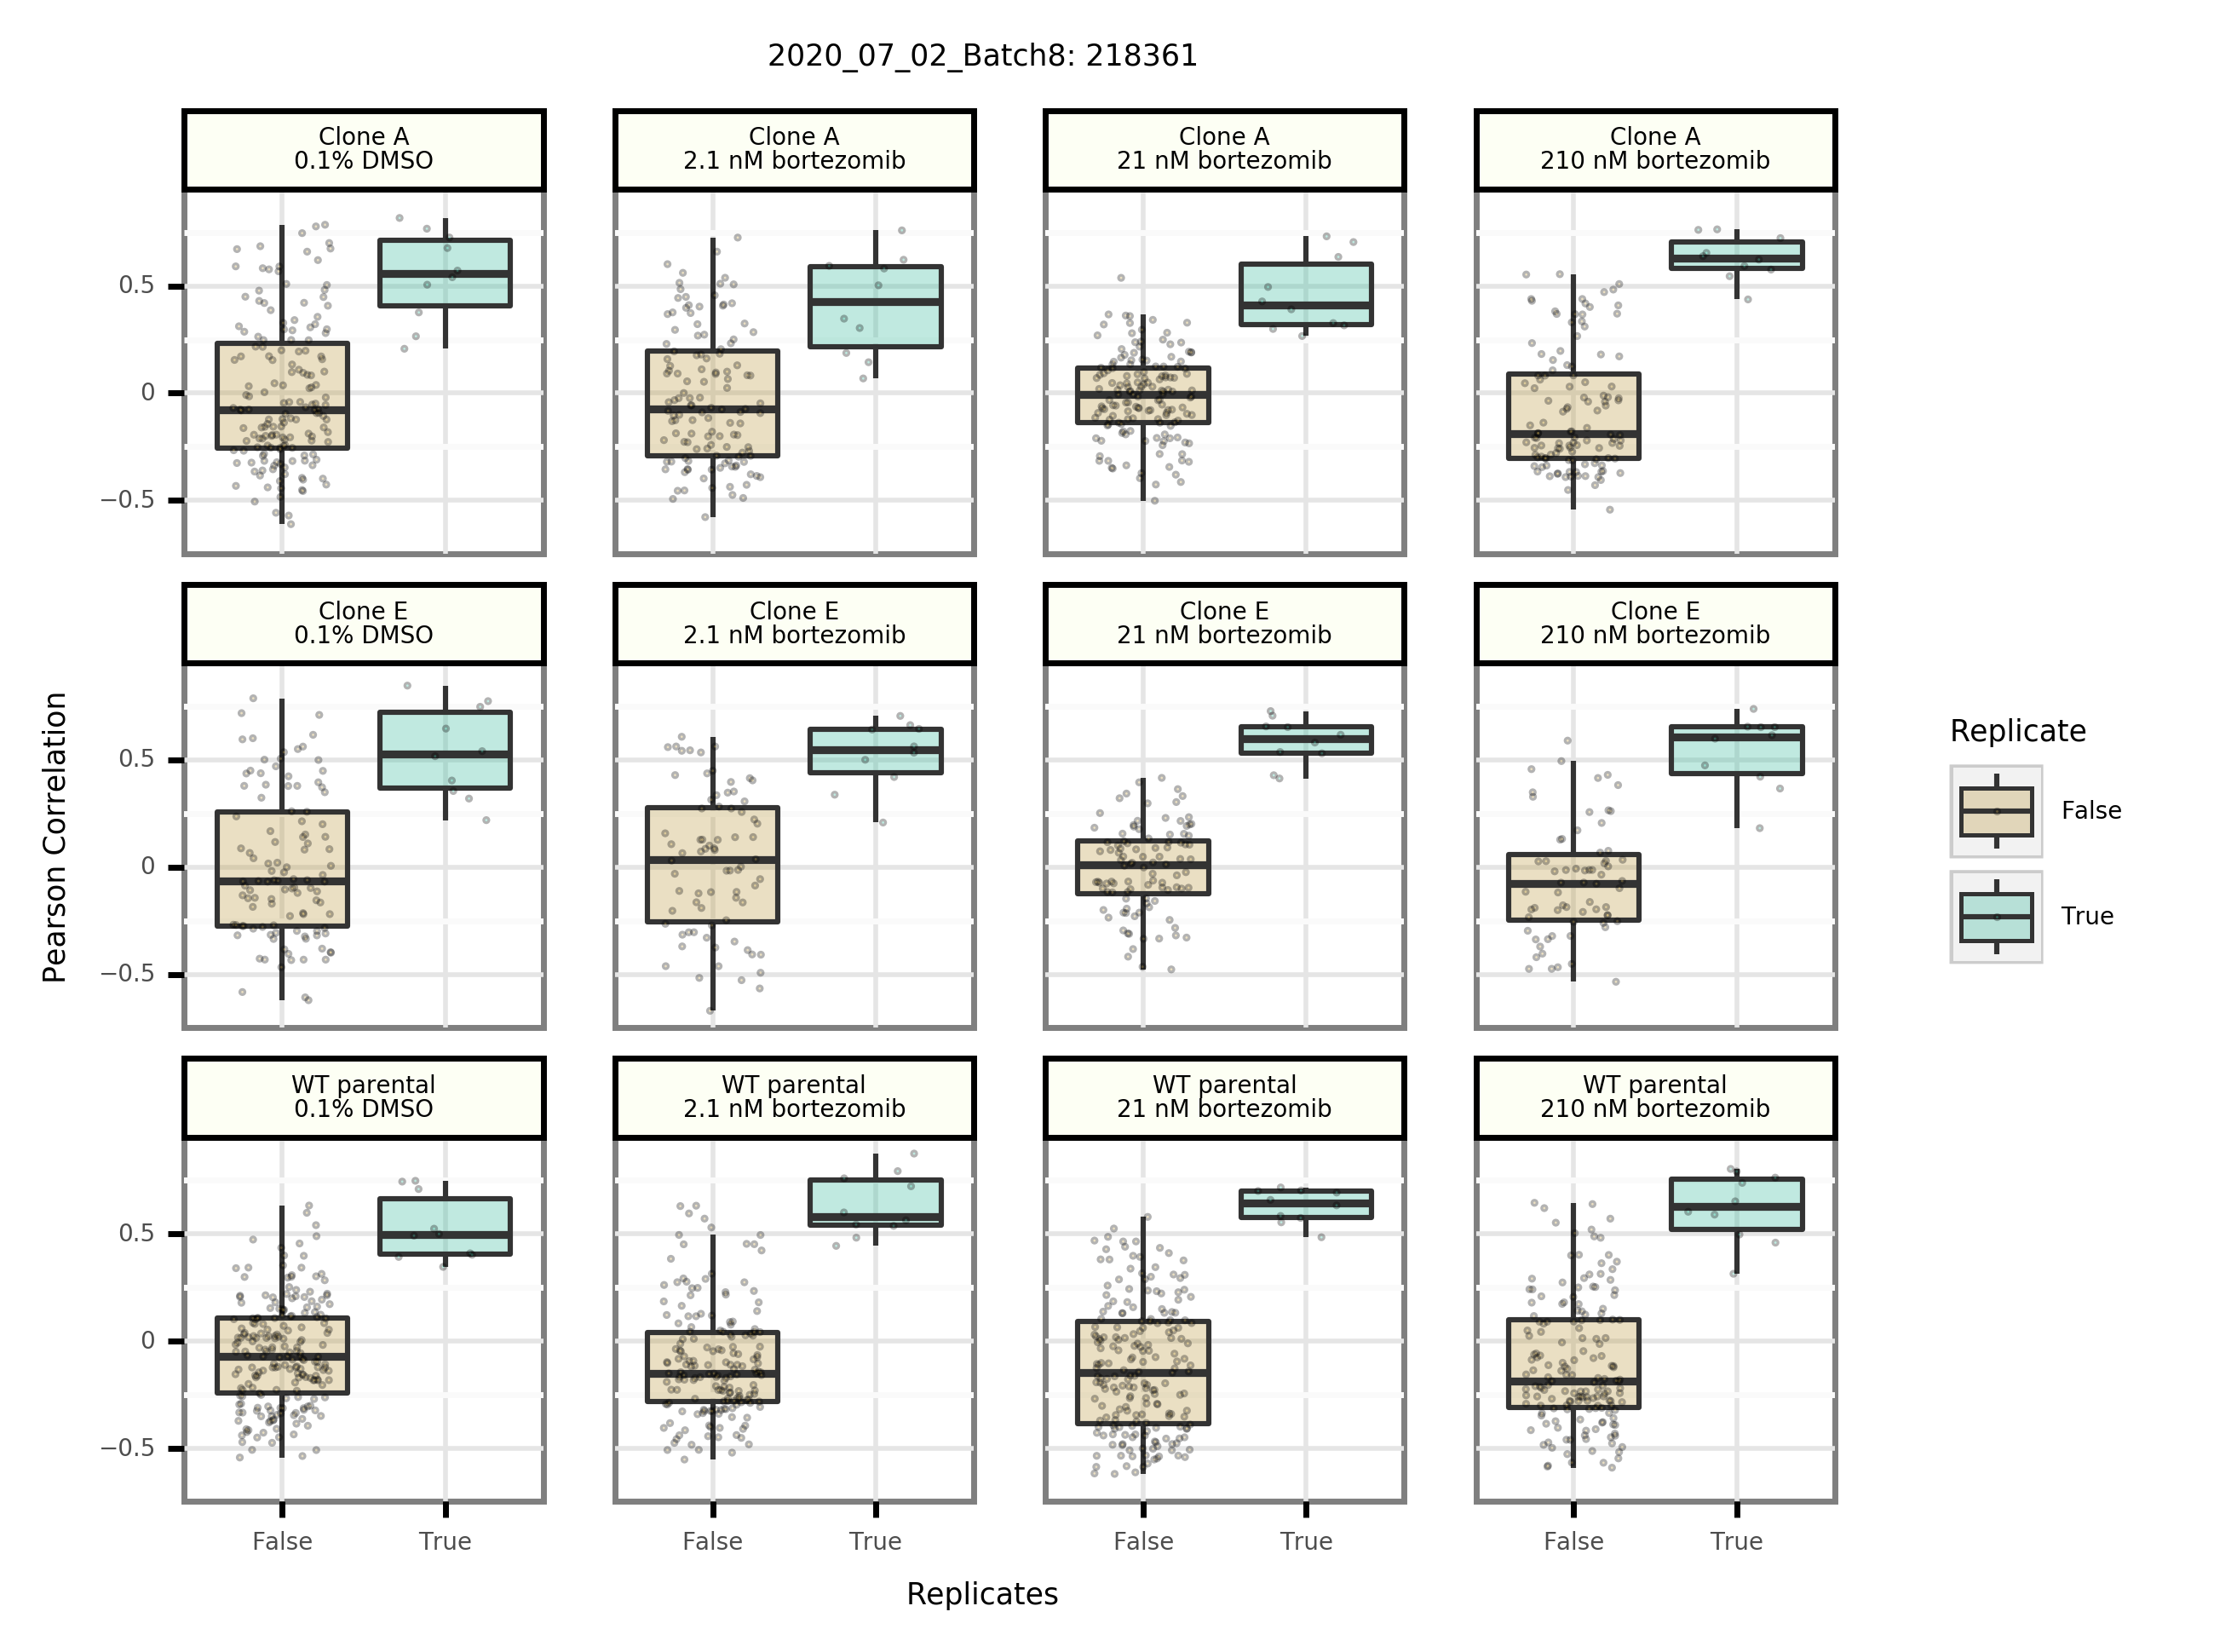 2020_07_02_Batch8: 218361
Clone A
0.1% DMSO
Clone A
2.1 nM bortezomib
Clone A
21 nM bortezomib
Clone A
210 nM bortezomib
0.5
0
−0.5
Clone E
0.1% DMSO
Clone E
2.1 nM bortezomib
Clone E
21 nM bortezomib
Clone E
210 nM bortezomib
0.5
0
−0.5
WT parental
0.1% DMSO
WT parental
2.1 nM bortezomib
WT parental
21 nM bortezomib
WT parental
210 nM bortezomib
0.5
0
−0.5
False
True
False
True
False
True
False
True
Replicates
Pearson Correlation
Replicate
False
True